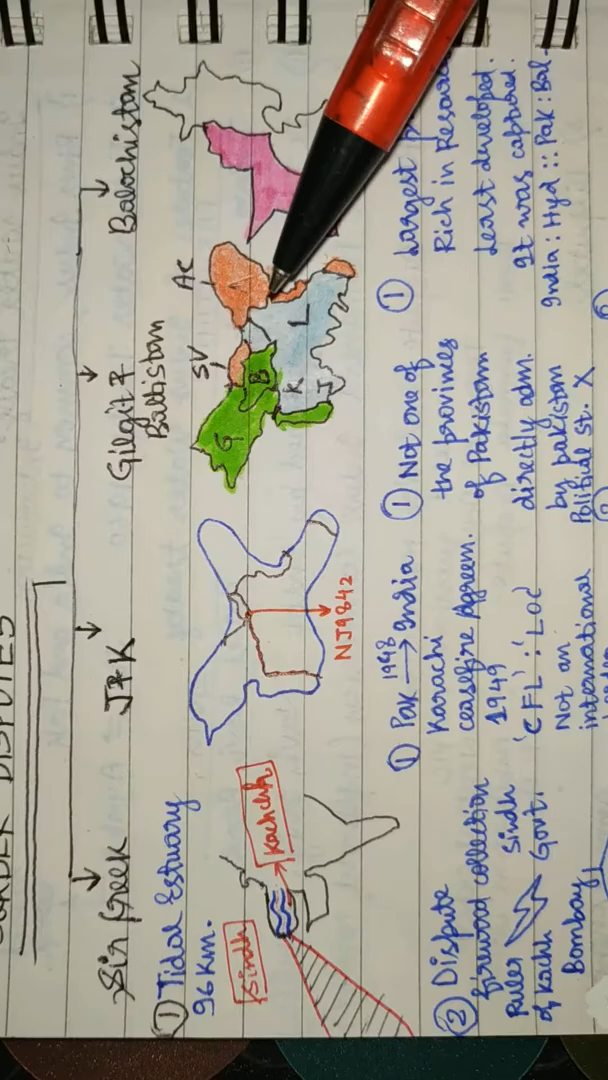 BORDER DISPUTES
Sir Creek
J&K
Gilgit &
Baltistan
Balochistan
① Tidal Estuary
96 Km.
Sindh
Kachchh
② Dispute
firewood collection
Ruler
of Kachh
Sindh
Govt.
Bombay
NJ9842
① Pak 1948 → India
Karachi
ceasefire Agreem.
1949
'CFL' : 'LOC'
Not an
international
SV
AC
G
B
K
J
L
A
① Not one of
the provinces
of Pakistan
directly adm.
by pakistan
Political st. X
① Largest
Rich in Resou
Least developed.
It was captured.
India : Hyd :: Pak : Bal-